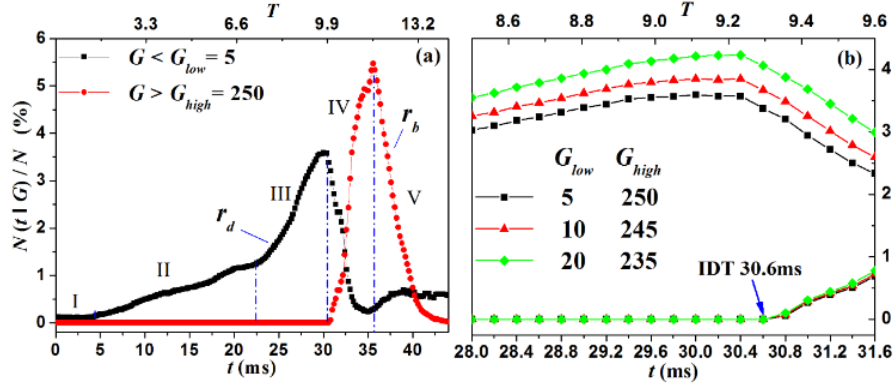 T
3.3 6.6 9.9 13.2
(a)
G < G_low = 5
G > G_high = 250
I
II
III
IV
V
r_d
r_b
N(t|G)/N (%)
6
5
4
3
2
1
0
0 5 10 15 20 25 30 35 40
t (ms)
T
8.6 8.8 9.0 9.2 9.4 9.6
(b)
G_low G_high
5 250
10 245
20 235
IDT 30.6ms
4
3
2
1
0
28.0 28.4 28.8 29.2 29.6 30.0 30.4 30.8 31.2 31.6
t (ms)